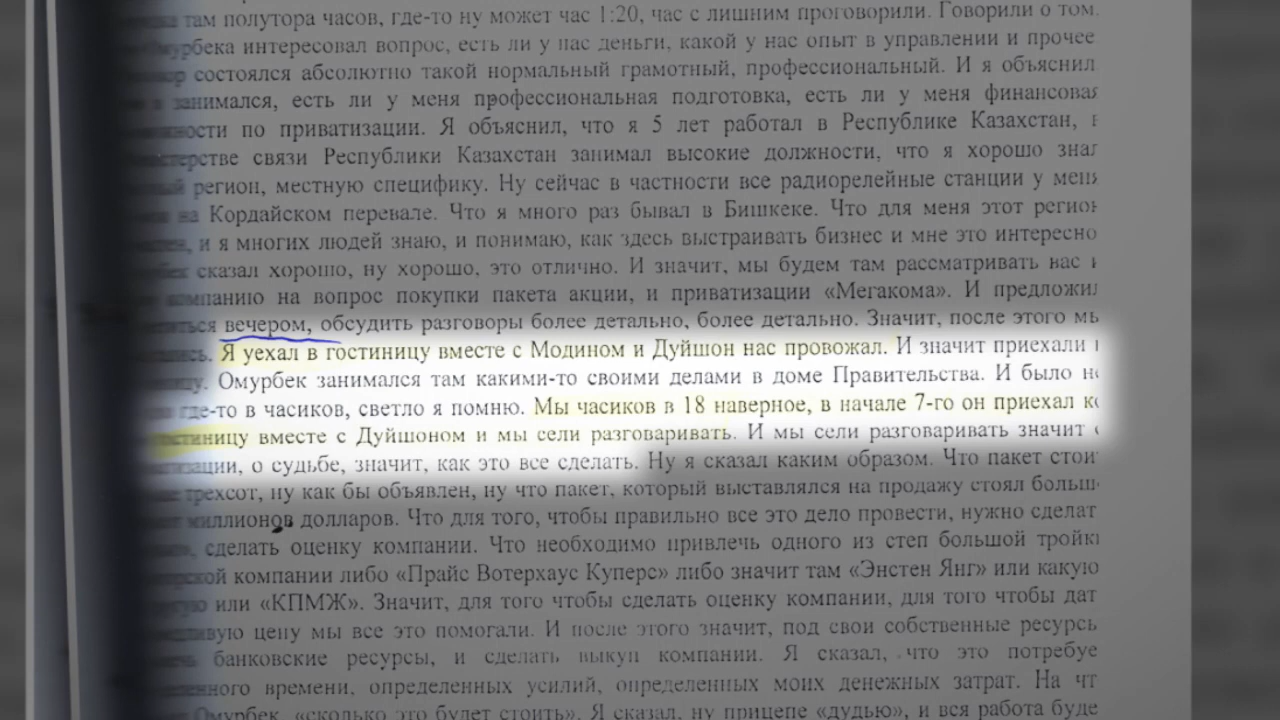 там полутора часов, где-то ну может час 1:20, час с лишним проговорили. Говорили о том,
интересовал вопрос, есть ли у нас деньги, какой у нас опыт в управлении и прочее
состоялся абсолютно такой нормальный грамотный, профессиональный. И я объяснил
занимался, есть ли у меня профессиональная подготовка, есть ли у меня финансовая
по приватизации. Я объяснил, что я 5 лет работал в Республике Казахстан,
связи Республики Казахстан занимал высокие должности, что я хорошо знал
регион, местную специфику. Ну сейчас в частности все радиорелейные станции у меня
на Кордайском перевале. Что я много раз бывал в Бишкеке. Что для меня этот регион
и я многих людей знаю, и понимаю, как здесь выстраивать бизнес и мне это интересно
сказал хорошо, ну хорошо, это отлично. И значит, мы будем там рассматривать вас
компанию на вопрос покупки пакета акции, и приватизации «Мегакома». И предложил
вечером, обсудить разговоры более детально, более детально. Значит, после этого мы
Я уехал в гостиницу вместе с Модином и Дуйшон нас провожал. И значит приехали
Омурбек занимался там какими-то своими делами в доме Правительства. И было
где-то в часиков, светло я помню. Мы часиков в 18 наверное, в начале 7-го он приехал
гостиницу вместе с Дуйшоном и мы сели разговаривать. И мы сели разговаривать значит
о судьбе, значит, как это все сделать. Ну я сказал каким образом. Что пакет
трехсот, ну как бы объявлен, ну что пакет, который выставлялся на продажу стоял
миллионов долларов. Что для того, чтобы правильно все это дело провести, нужно
сделать оценку компании. Что необходимо привлечь одного из степ большой тройки
компании либо «Прайс Вотерхаус Куперс» либо значит там «Энстен Янг» или какую
или «КПМЖ». Значит, для того чтобы сделать оценку компании, для того чтобы
цену мы все это помогали. И после этого значит, под свои собственные ресурсы
банковские ресурсы, и сделать выкуп компании. Я сказал, что это
времени, определенных усилий, определенных моих денежных затрат. На
Омурбек, «сколько это будет стоить». Я сказал, ну прицепе «дудью», и вся работа